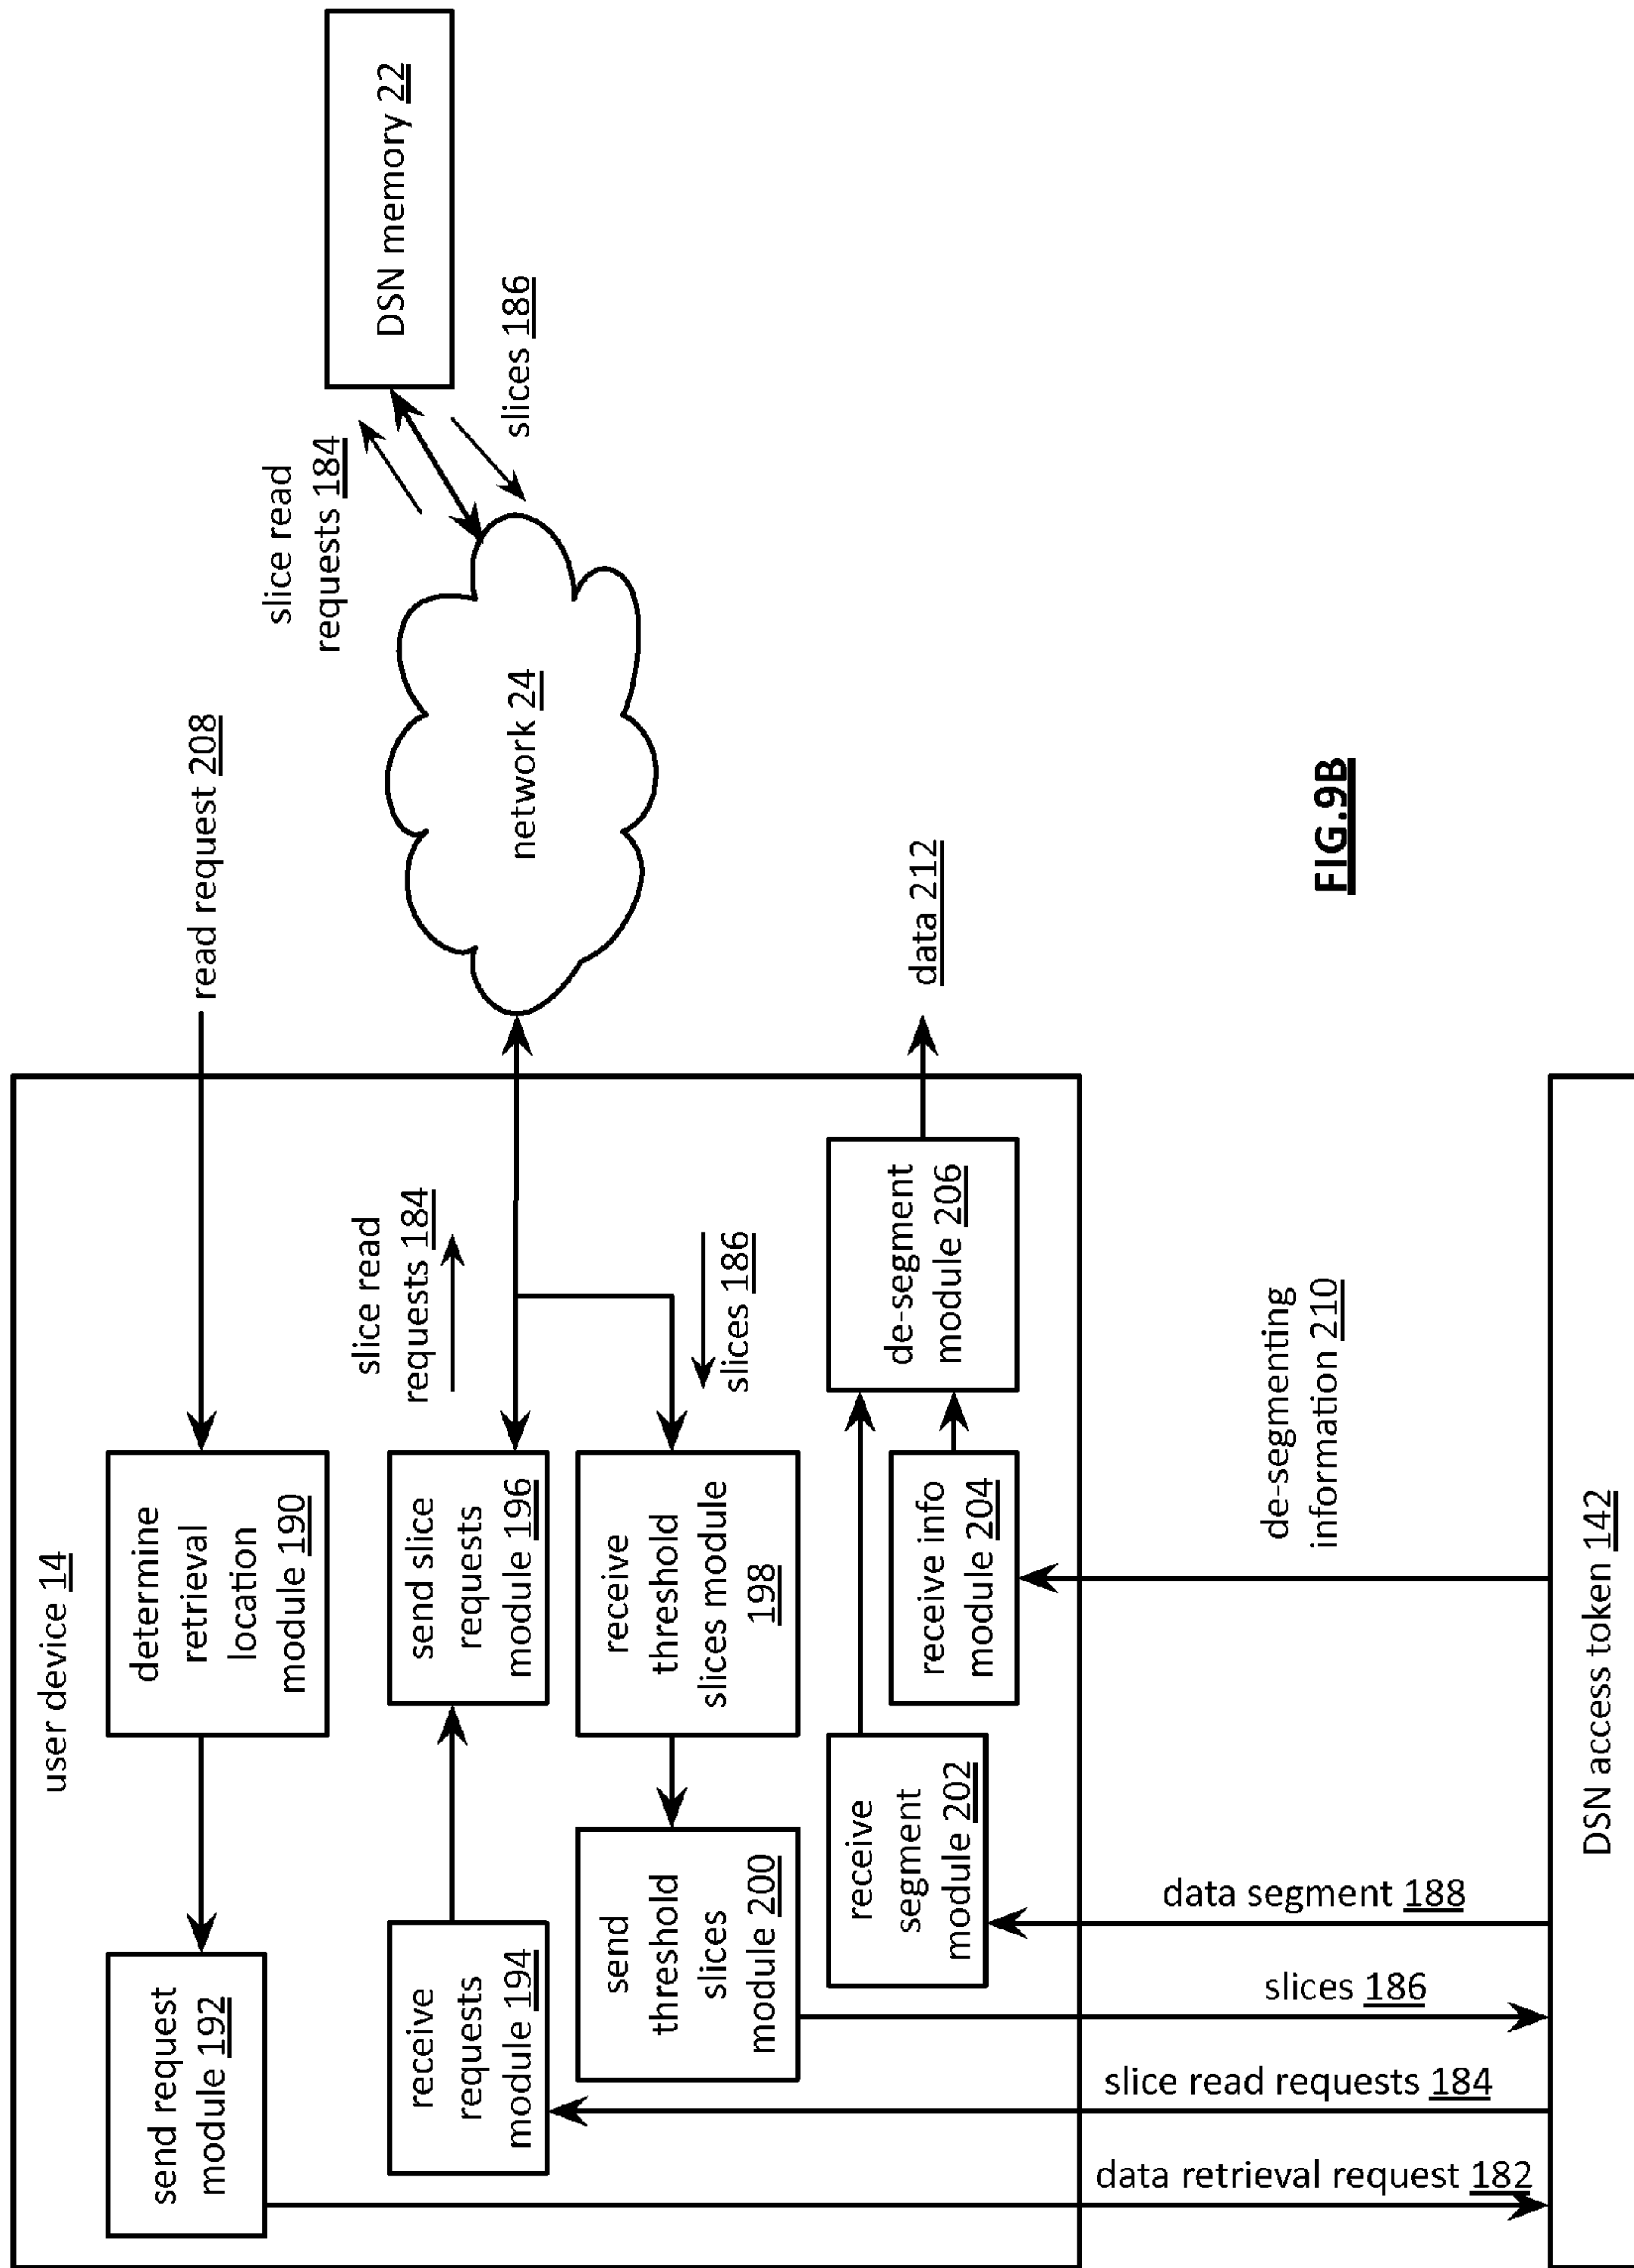 user device 14
send request
module 192
determine
retrieval
location
module 190
read request 208
receive
requests
module 194
send slice
requests
module 196
slice read
requests 184
slice read
requests 184
DSN memory 22
network 24
slices 186
send
threshold
slices
module 200
receive
threshold
slices module
198
slices 186
receive
segment
module 202
receive info
module 204
de-segment
module 206
data 212
data retrieval request 182
slice read requests 184
slices 186
data segment 188
de-segmenting
information 210
DSN access token 142
FIG.9B